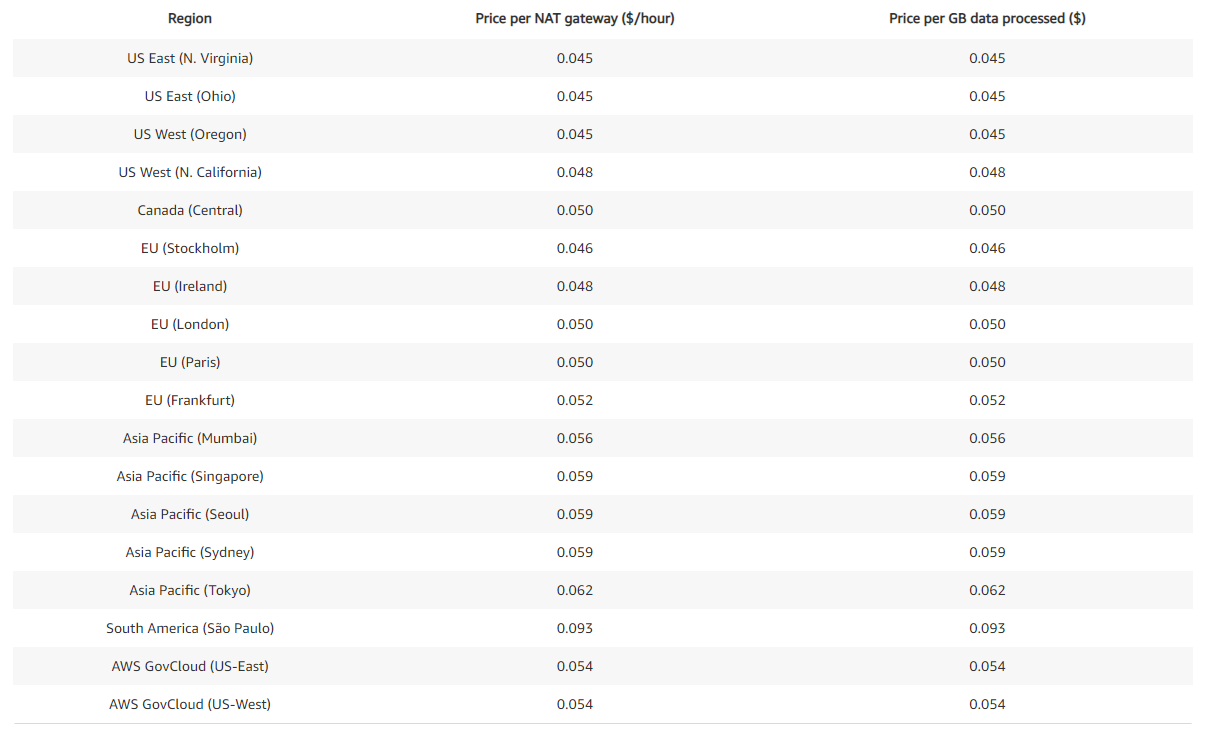 Region Price per NAT gateway ($/hour) Price per GB data processed ($)
US East (N. Virginia) 0.045 0.045
US East (Ohio) 0.045 0.045
US West (Oregon) 0.045 0.045
US West (N. California) 0.048 0.048
Canada (Central) 0.050 0.050
EU (Stockholm) 0.046 0.046
EU (Ireland) 0.048 0.048
EU (London) 0.050 0.050
EU (Paris) 0.050 0.050
EU (Frankfurt) 0.052 0.052
Asia Pacific (Mumbai) 0.056 0.056
Asia Pacific (Singapore) 0.059 0.059
Asia Pacific (Seoul) 0.059 0.059
Asia Pacific (Sydney) 0.059 0.059
Asia Pacific (Tokyo) 0.062 0.062
South America (São Paulo) 0.093 0.093
AWS GovCloud (US-East) 0.054 0.054
AWS GovCloud (US-West) 0.054 0.054